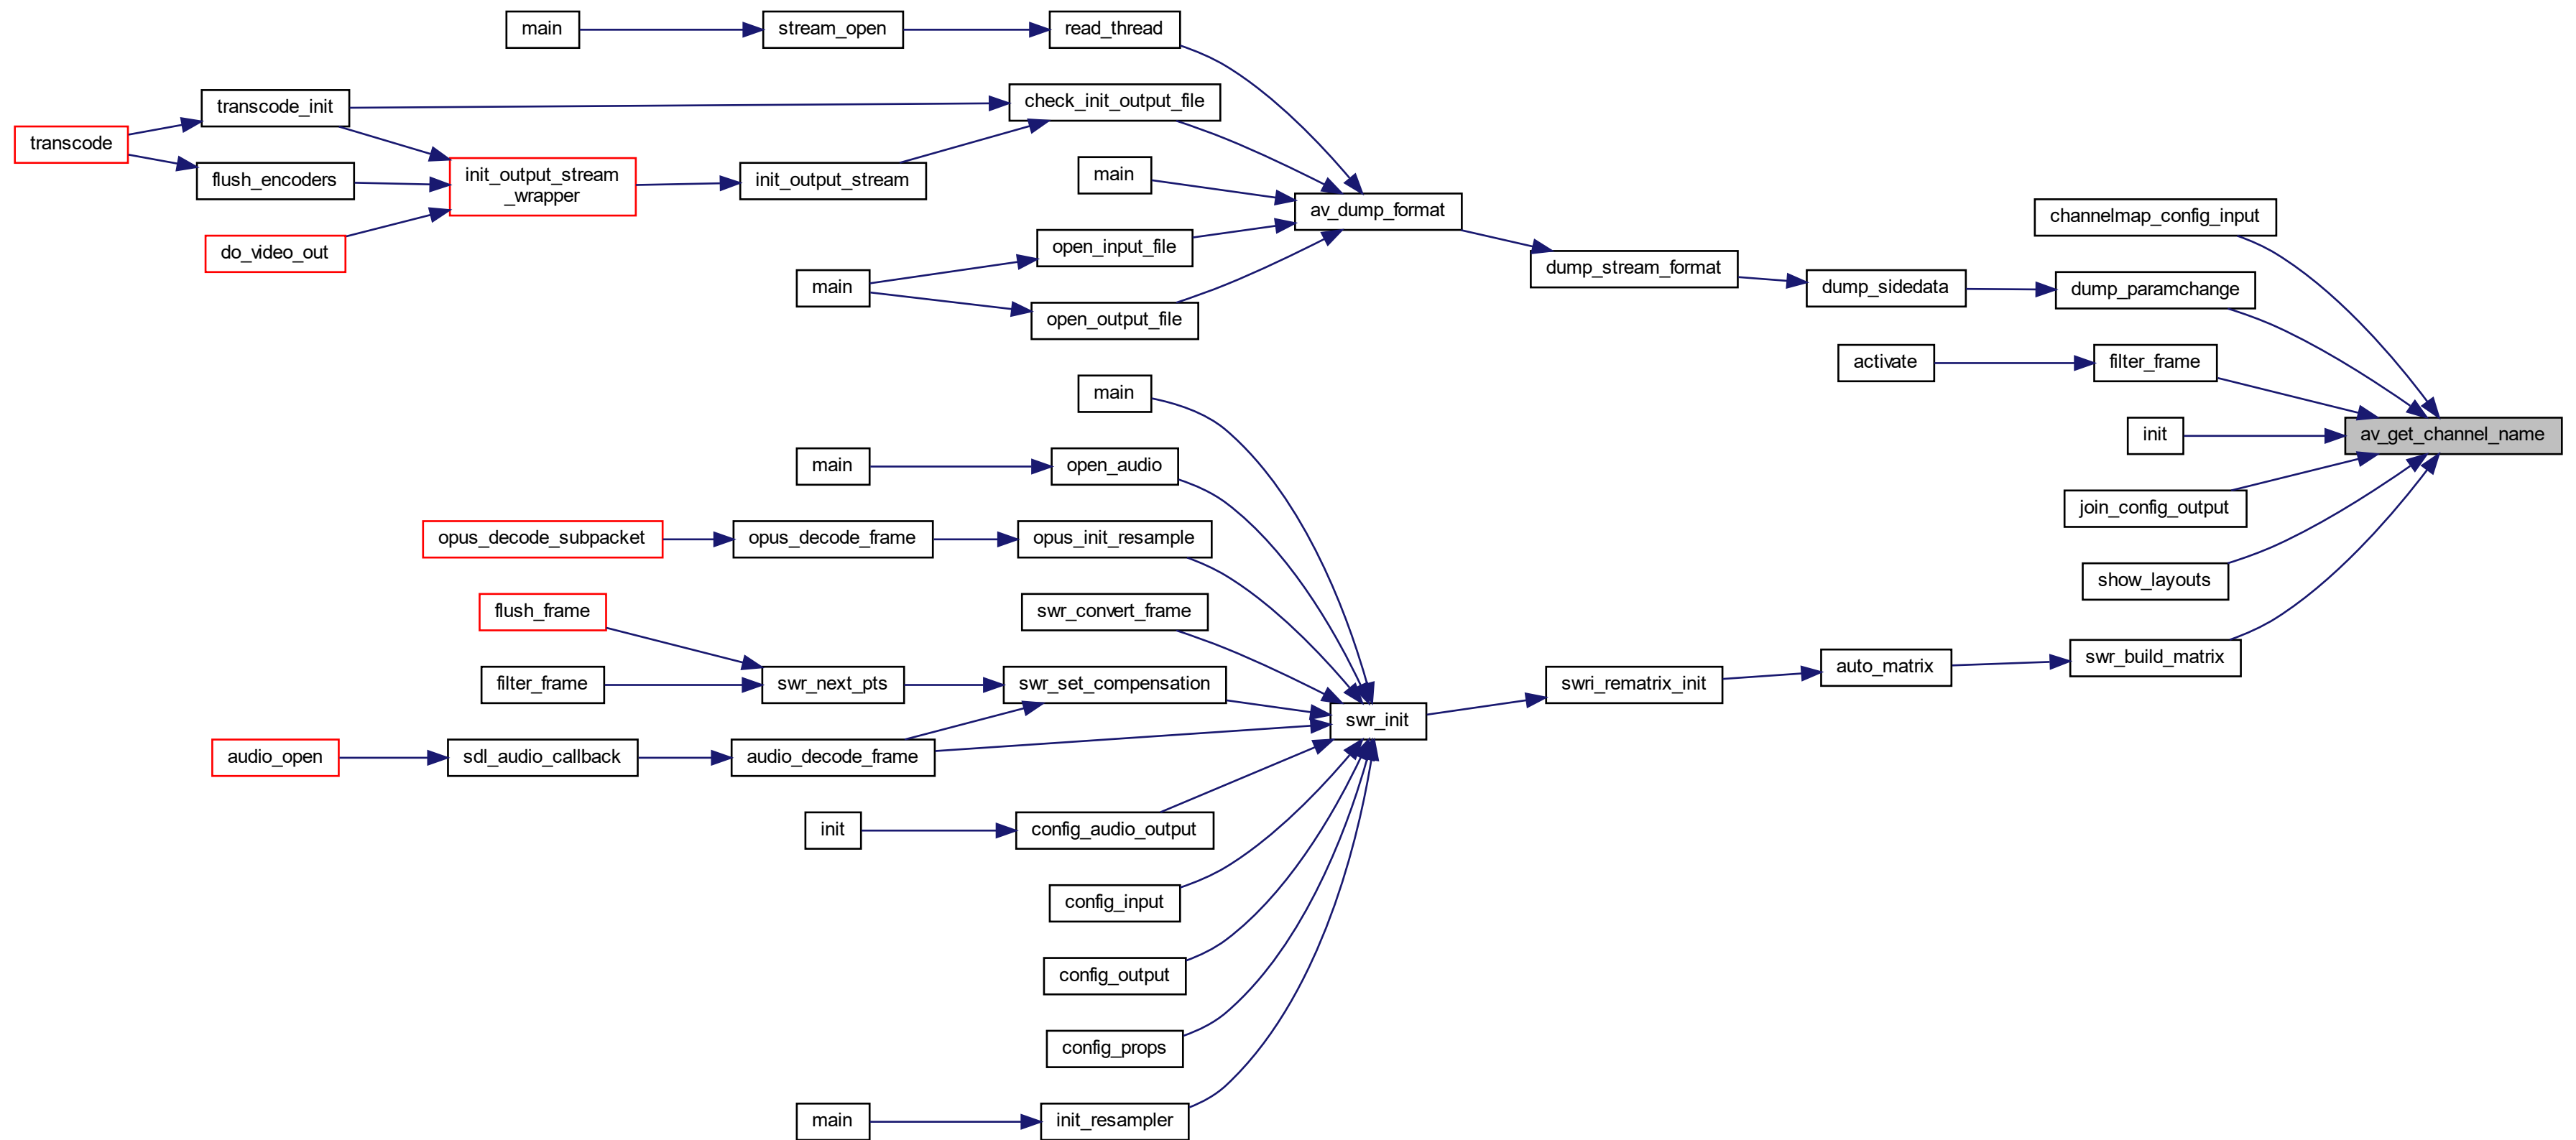 main
stream_open
read_thread
transcode_init
check_init_output_file
transcode
flush_encoders
init_output_stream
_wrapper
init_output_stream
main
av_dump_format
channelmap_config_input
do_video_out
open_input_file
dump_stream_format
main
dump_sidedata
dump_paramchange
open_output_file
activate
filter_frame
main
init
av_get_channel_name
main
open_audio
join_config_output
opus_decode_subpacket
opus_decode_frame
opus_init_resample
show_layouts
flush_frame
swr_convert_frame
filter_frame
swr_next_pts
swr_set_compensation
swri_rematrix_init
auto_matrix
swr_build_matrix
swr_init
audio_open
sdl_audio_callback
audio_decode_frame
init
config_audio_output
config_input
config_output
config_props
main
init_resampler